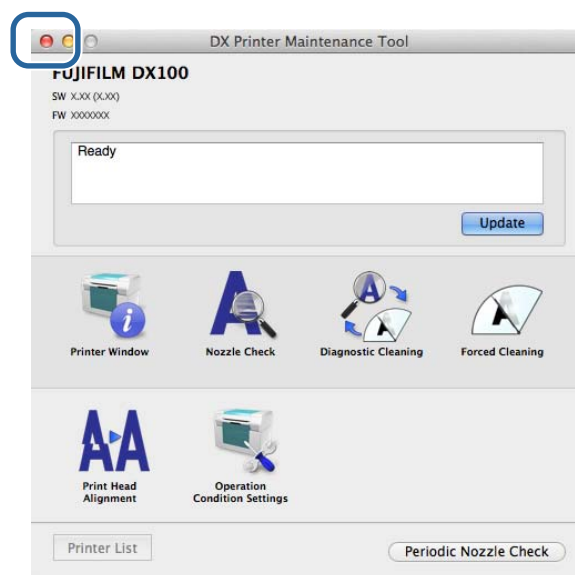 DX Printer Maintenance Tool
FUJIFILM DX100
SW X.XX (X.XX)
FW XXXXXXX
Ready
Update
Printer Window
Nozzle Check
Diagnostic Cleaning
Forced Cleaning
Print Head
Alignment
Operation
Condition Settings
Printer List
Periodic Nozzle Check